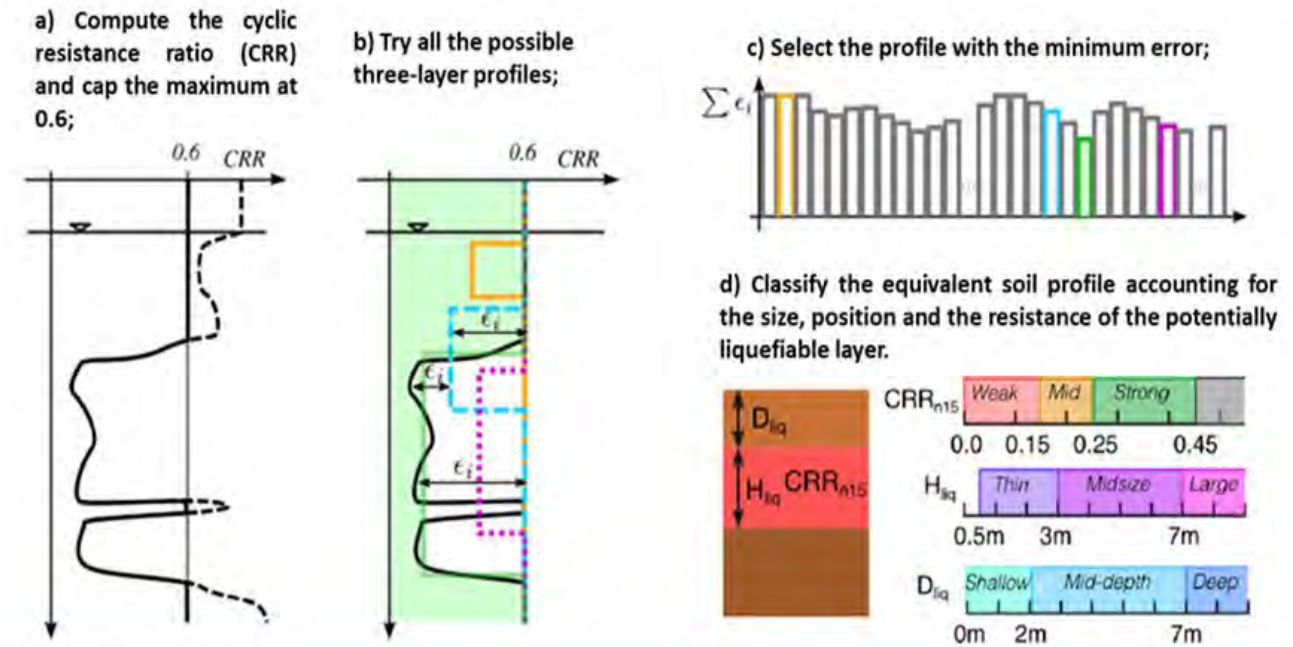 a) Compute the cyclic
resistance ratio (CRR)
and cap the maximum at
0.6;
0.6 CRR
b) Try all the possible
three-layer profiles;
0.6 CRR
ϵi
ϵi
ϵi
c) Select the profile with the minimum error;
∑ ϵi
d) Classify the equivalent soil profile accounting for
the size, position and the resistance of the potentially
liquefiable layer.
Dliq
Hliq CRRn15
CRRn15 Weak Mid Strong
0.0 0.15 0.25 0.45
Hliq Thin Midsize Large
0.5m 3m 7m
Dliq Shallow Mid-depth Deep
0m 2m 7m